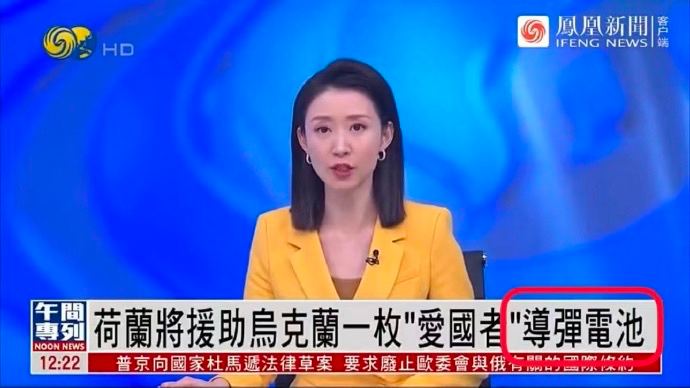 HD
鳳凰新聞
客户端
IFENG NEWS
午間
專列
NOON NEWS
荷蘭將援助烏克蘭一枚"愛國者"導彈電池
12:22
普京向國家杜馬遞法律草案 要求廢止歐委會與俄有關的國際條約